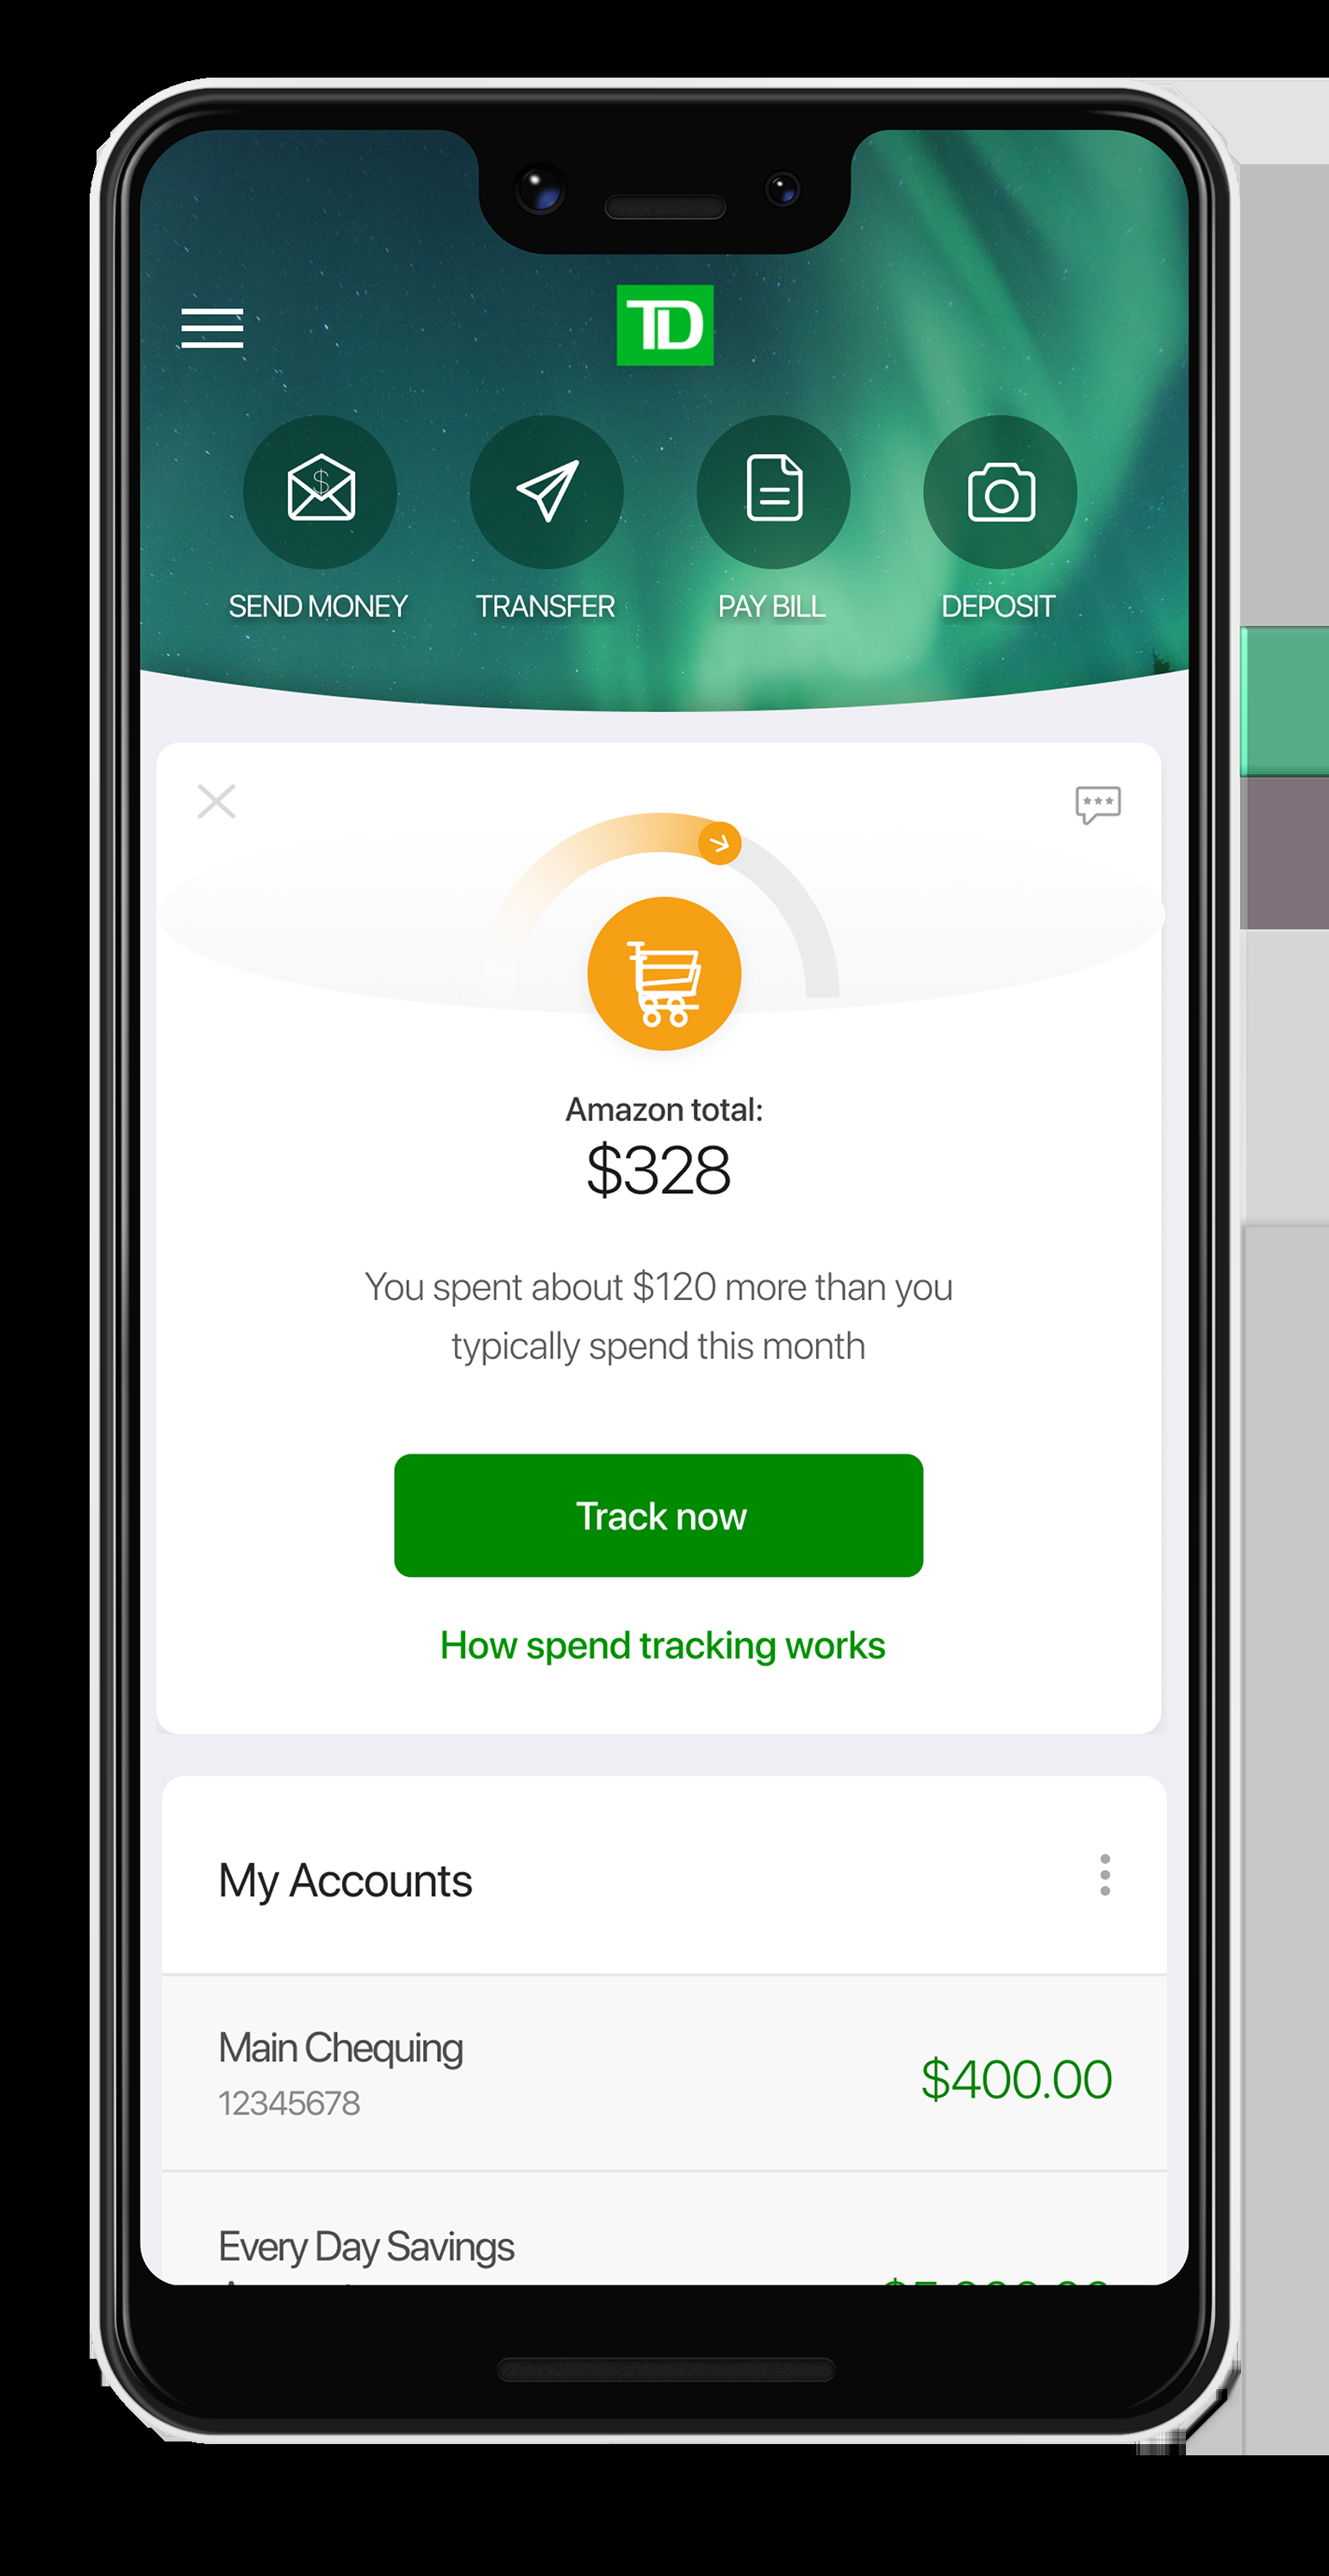 TD
SEND MONEY TRANSFER PAY BILL DEPOSIT
Amazon total:
$328
You spent about $120 more than you
typically spend this month
Track now
How spend tracking works
My Accounts
Main Chequing
12345678
$400.00
Every Day Savings